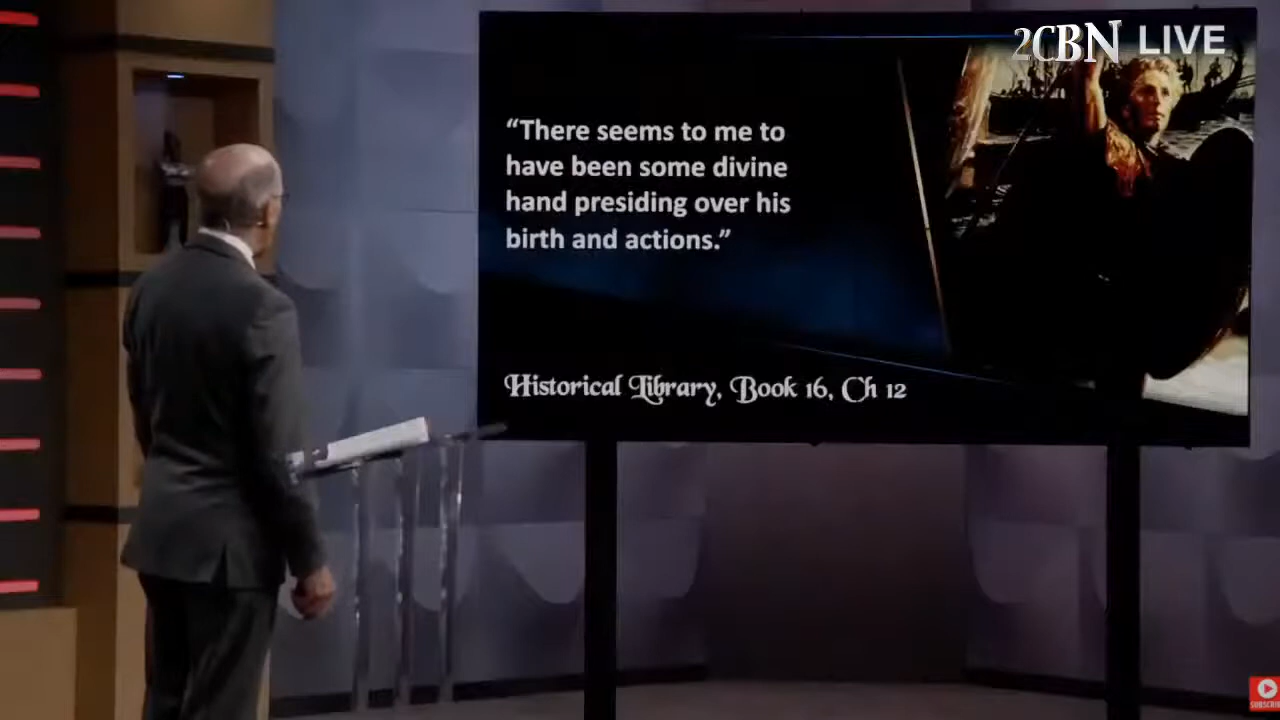 2CBN LIVE
“There seems to me to
have been some divine
hand presiding over his
birth and actions.”
Historical Library, Book 16, Ch 12
SUBSCRIBE